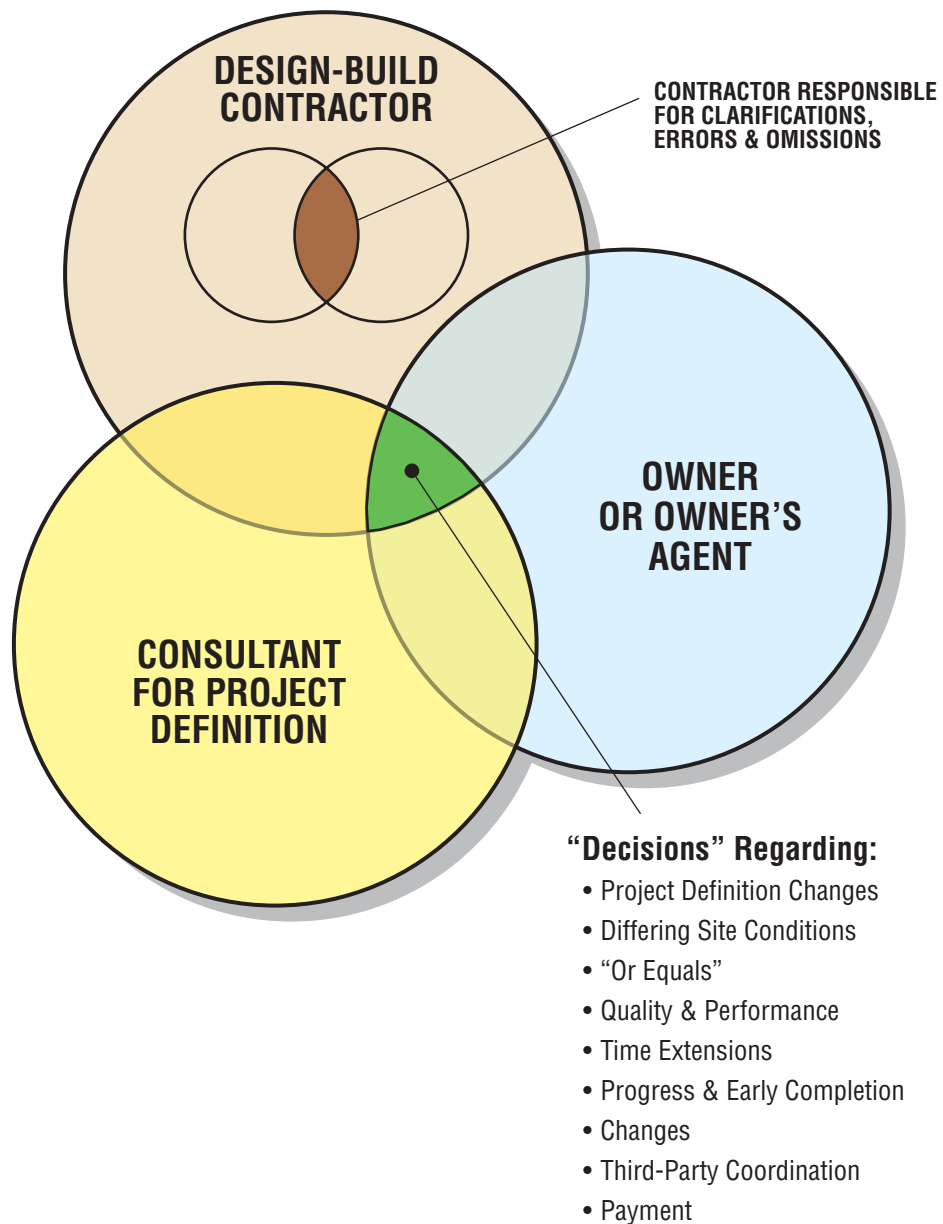 DESIGN-BUILD
CONTRACTOR
CONTRACTOR RESPONSIBLE
FOR CLARIFICATIONS,
ERRORS & OMISSIONS
OWNER
OR OWNER’S
AGENT
CONSULTANT
FOR PROJECT
DEFINITION
“Decisions” Regarding:
• Project Definition Changes
• Differing Site Conditions
• “Or Equals”
• Quality & Performance
• Time Extensions
• Progress & Early Completion
• Changes
• Third-Party Coordination
• Payment